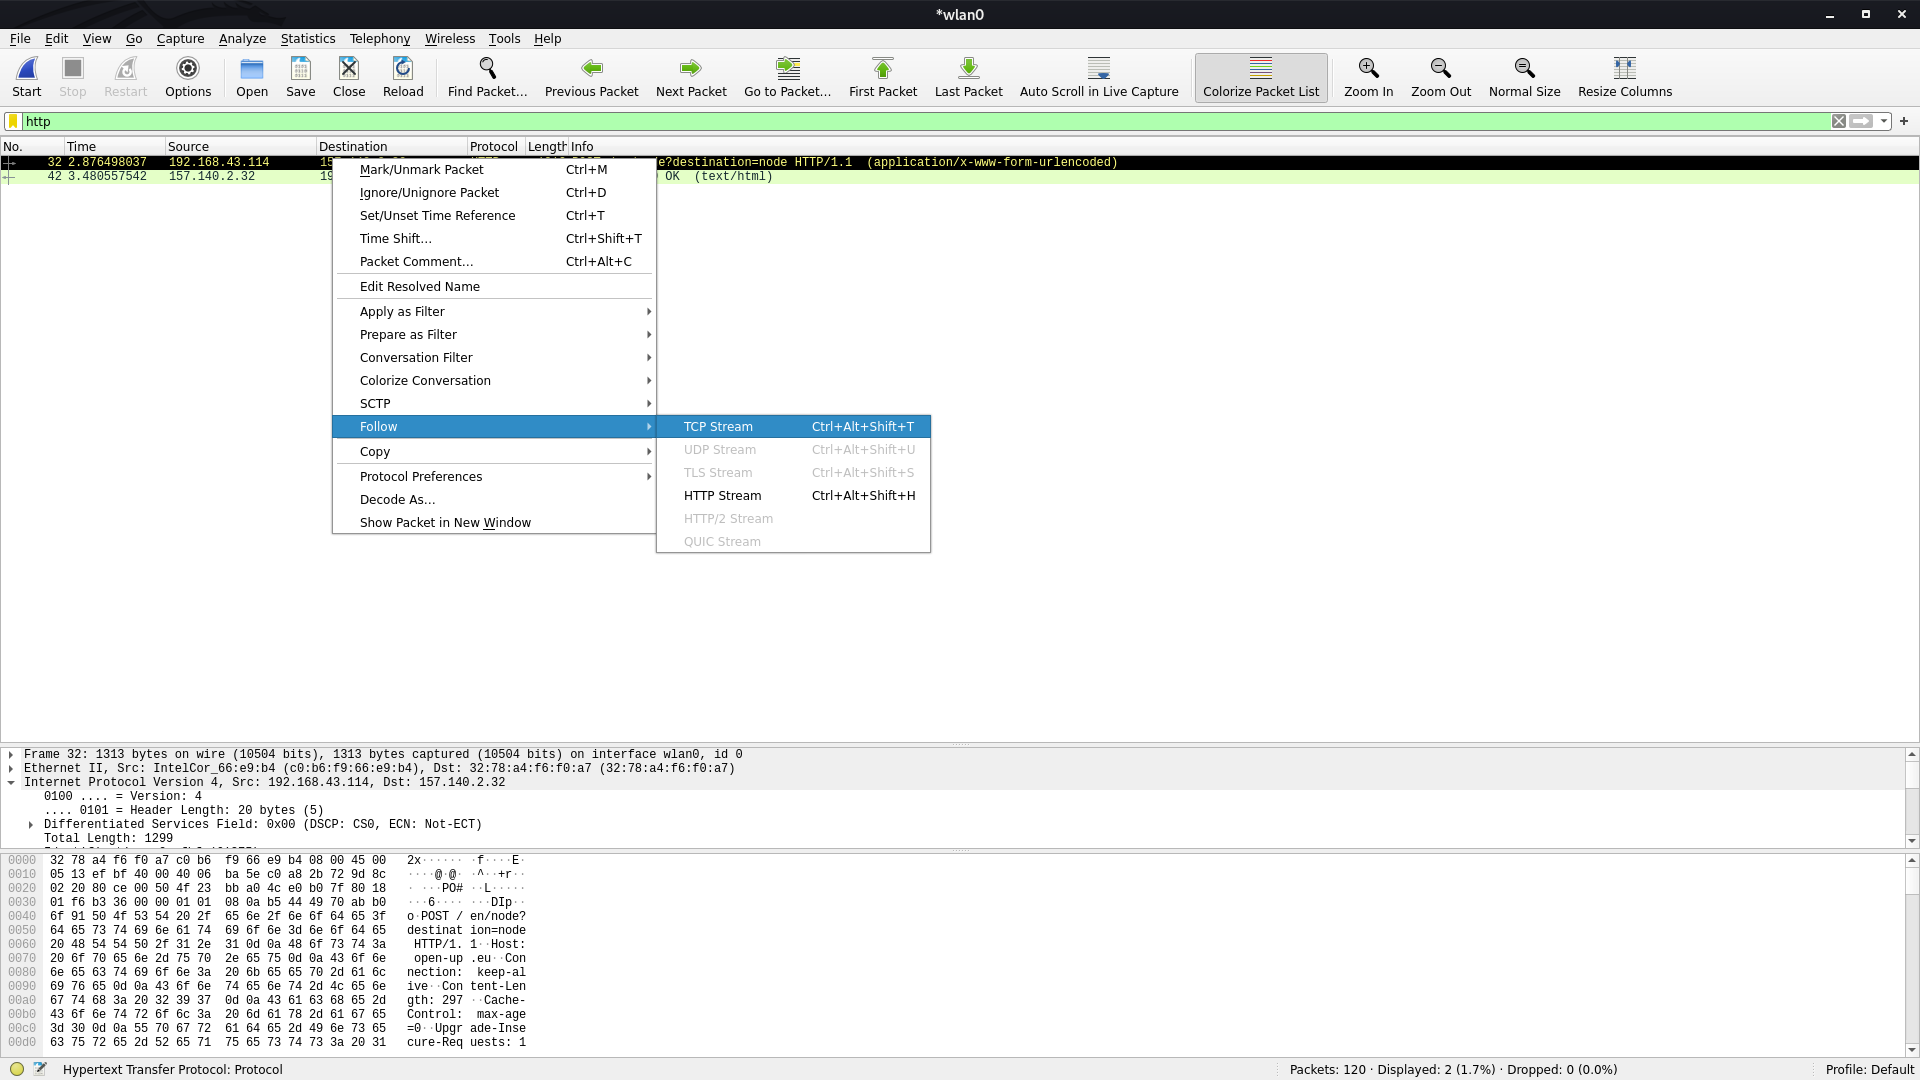 *wlan0
File Edit View Go Capture Analyze Statistics Telephony Wireless Tools Help
Start Stop Restart Options Open Save Close Reload Find Packet… Previous Packet Next Packet Go to Packet… First Packet Last Packet Auto Scroll in Live Capture Colorize Packet List Zoom In Zoom Out Normal Size Resize Columns
http
No. Time Source Destination Protocol Length Info
32 2.876498037 192.168.43.114 e?destination=node HTTP/1.1 (application/x-www-form-urlencoded)
42 3.480557542 157.140.2.32 19 OK (text/html)
Mark/Unmark Packet Ctrl+M
Ignore/Unignore Packet Ctrl+D
Set/Unset Time Reference Ctrl+T
Time Shift… Ctrl+Shift+T
Packet Comment… Ctrl+Alt+C
Edit Resolved Name
Apply as Filter
Prepare as Filter
Conversation Filter
Colorize Conversation
SCTP
Follow
Copy
Protocol Preferences
Decode As…
Show Packet in New Window
TCP Stream Ctrl+Alt+Shift+T
UDP Stream Ctrl+Alt+Shift+U
TLS Stream Ctrl+Alt+Shift+S
HTTP Stream Ctrl+Alt+Shift+H
HTTP/2 Stream
QUIC Stream
Frame 32: 1313 bytes on wire (10504 bits), 1313 bytes captured (10504 bits) on interface wlan0, id 0
Ethernet II, Src: IntelCor_66:e9:b4 (c0:b6:f9:66:e9:b4), Dst: 32:78:a4:f6:f0:a7 (32:78:a4:f6:f0:a7)
Internet Protocol Version 4, Src: 192.168.43.114, Dst: 157.140.2.32
0100 .... = Version: 4
.... 0101 = Header Length: 20 bytes (5)
Differentiated Services Field: 0x00 (DSCP: CS0, ECN: Not-ECT)
Total Length: 1299
0000 32 78 a4 f6 f0 a7 c0 b6 f9 66 e9 b4 08 00 45 00 2x······ ·f····E·
0010 05 13 ef bf 40 00 40 06 ba 5e c0 a8 2b 72 9d 8c ····@·@· ·^··+r··
0020 02 20 80 ce 00 50 4f 23 bb a0 4c e0 b0 7f 80 18 · ···PO# ··L·····
0030 01 f6 b3 36 00 00 01 01 08 0a b5 44 49 70 ab b0 ···6···· ···DIp··
0040 6f 91 50 4f 53 54 20 2f 65 6e 2f 6e 6f 64 65 3f o·POST / en/node?
0050 64 65 73 74 69 6e 61 74 69 6f 6e 3d 6e 6f 64 65 destinat ion=node
0060 20 48 54 54 50 2f 31 2e 31 0d 0a 48 6f 73 74 3a HTTP/1. 1··Host:
0070 20 6f 70 65 6e 2d 75 70 2e 65 75 0d 0a 43 6f 6e open-up .eu··Con
0080 6e 65 63 74 69 6f 6e 3a 20 6b 65 65 70 2d 61 6c nection: keep-al
0090 69 76 65 0d 0a 43 6f 6e 74 65 6e 74 2d 4c 65 6e ive··Con tent-Len
00a0 67 74 68 3a 20 32 39 37 0d 0a 43 61 63 68 65 2d gth: 297 ··Cache-
00b0 43 6f 6e 74 72 6f 6c 3a 20 6d 61 78 2d 61 67 65 Control: max-age
00c0 3d 30 0d 0a 55 70 67 72 61 64 65 2d 49 6e 73 65 =0··Upgr ade-Inse
00d0 63 75 72 65 2d 52 65 71 75 65 73 74 73 3a 20 31 cure-Req uests: 1
Hypertext Transfer Protocol: Protocol Packets: 120 · Displayed: 2 (1.7%) · Dropped: 0 (0.0%) Profile: Default